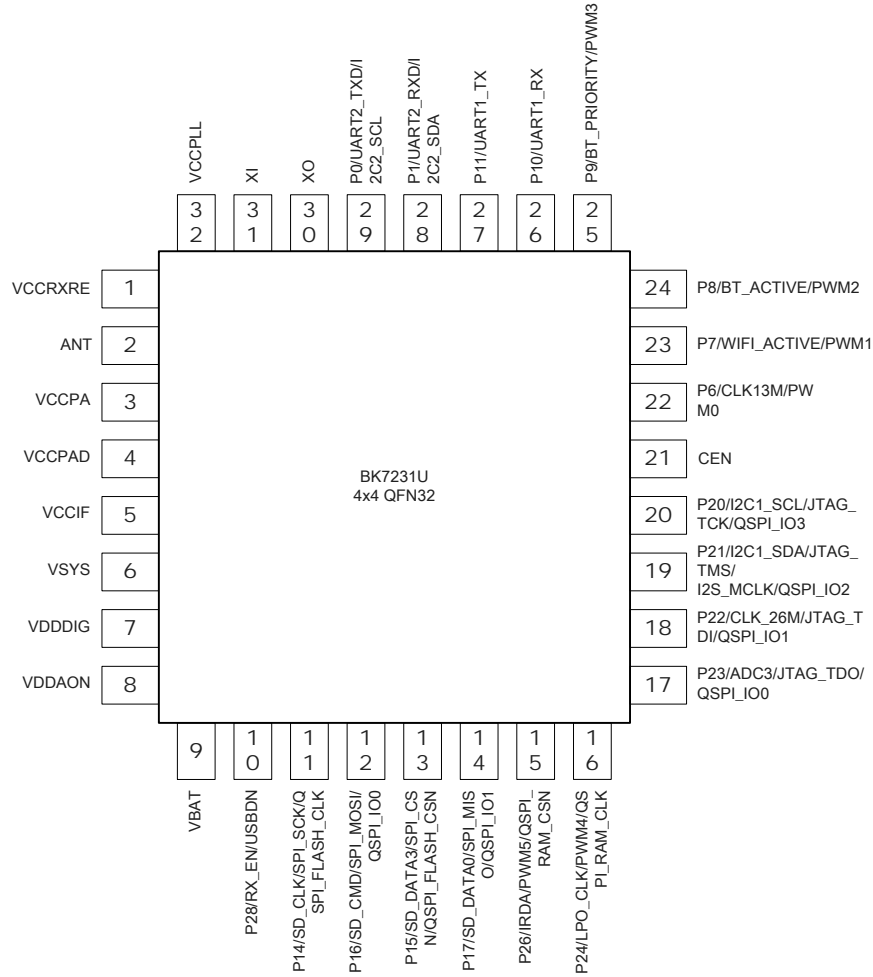 VCCPLL
XI
XO
P0/UART2_TXD/I
2C2_SCL
P1/UART2_RXD/I
2C2_SDA
P11/UART1_TX
P10/UART1_RX
P9/BT_PRIORITY/PWM3
3
2
3
1
3
0
2
9
2
8
2
7
2
6
2
5
VCCRXRE
1
ANT
2
VCCPA
3
VCCPAD
4
VCCIF
5
VSYS
6
VDDDIG
7
VDDAON
8
BK7231U
4x4 QFN32
24
P8/BT_ACTIVE/PWM2
23
P7/WIFI_ACTIVE/PWM1
22
P6/CLK13M/PW
M0
21
CEN
20
P20/I2C1_SCL/JTAG_
TCK/QSPI_IO3
19
P21/I2C1_SDA/JTAG_
TMS/
I2S_MCLK/QSPI_IO2
18
P22/CLK_26M/JTAG_T
DI/QSPI_IO1
17
P23/ADC3/JTAG_TDO/
QSPI_IO0
9
1
0
1
1
1
2
1
3
1
4
1
5
1
6
VBAT
P28/RX_EN/USBDN
P14/SD_CLK/SPI_SCK/Q
SPI_FLASH_CLK
P16/SD_CMD/SPI_MOSI/
QSPI_IO0
P15/SD_DATA3/SPI_CS
N/QSPI_FLASH_CSN
P17/SD_DATA0/SPI_MIS
O/QSPI_IO1
P26/IRDA/PWM5/QSPI_
RAM_CSN
P24/LPO_CLK/PWM4/QS
PI_RAM_CLK